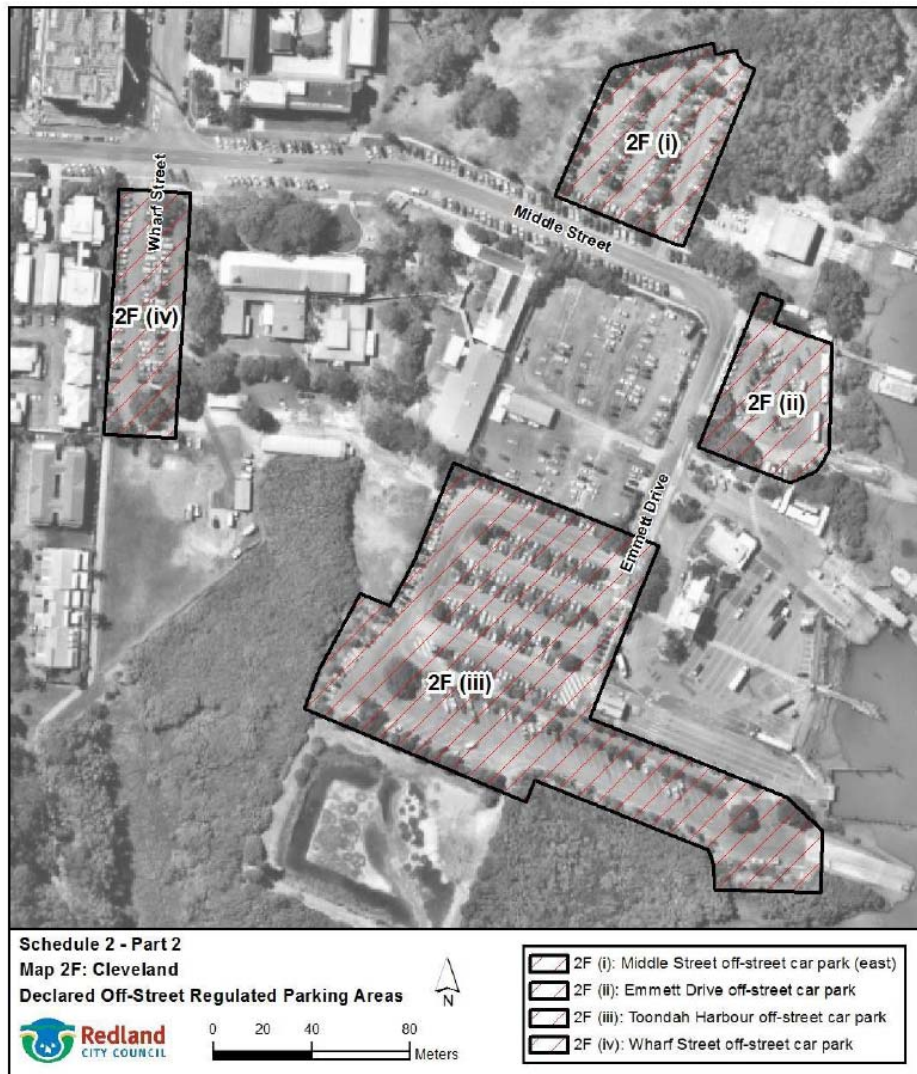 2F (i)
Middle Street
Wharf Street
2F (iv)
2F (ii)
Emmett Drive
2F (iii)
Schedule 2 - Part 2
Map 2F: Cleveland
Declared Off-Street Regulated Parking Areas
N
Redland
CITY COUNCIL
0 20 40 80
Meters
2F (i): Middle Street off-street car park (east)
2F (ii): Emmett Drive off-street car park
2F (iii): Toondah Harbour off-street car park
2F (iv): Wharf Street off-street car park